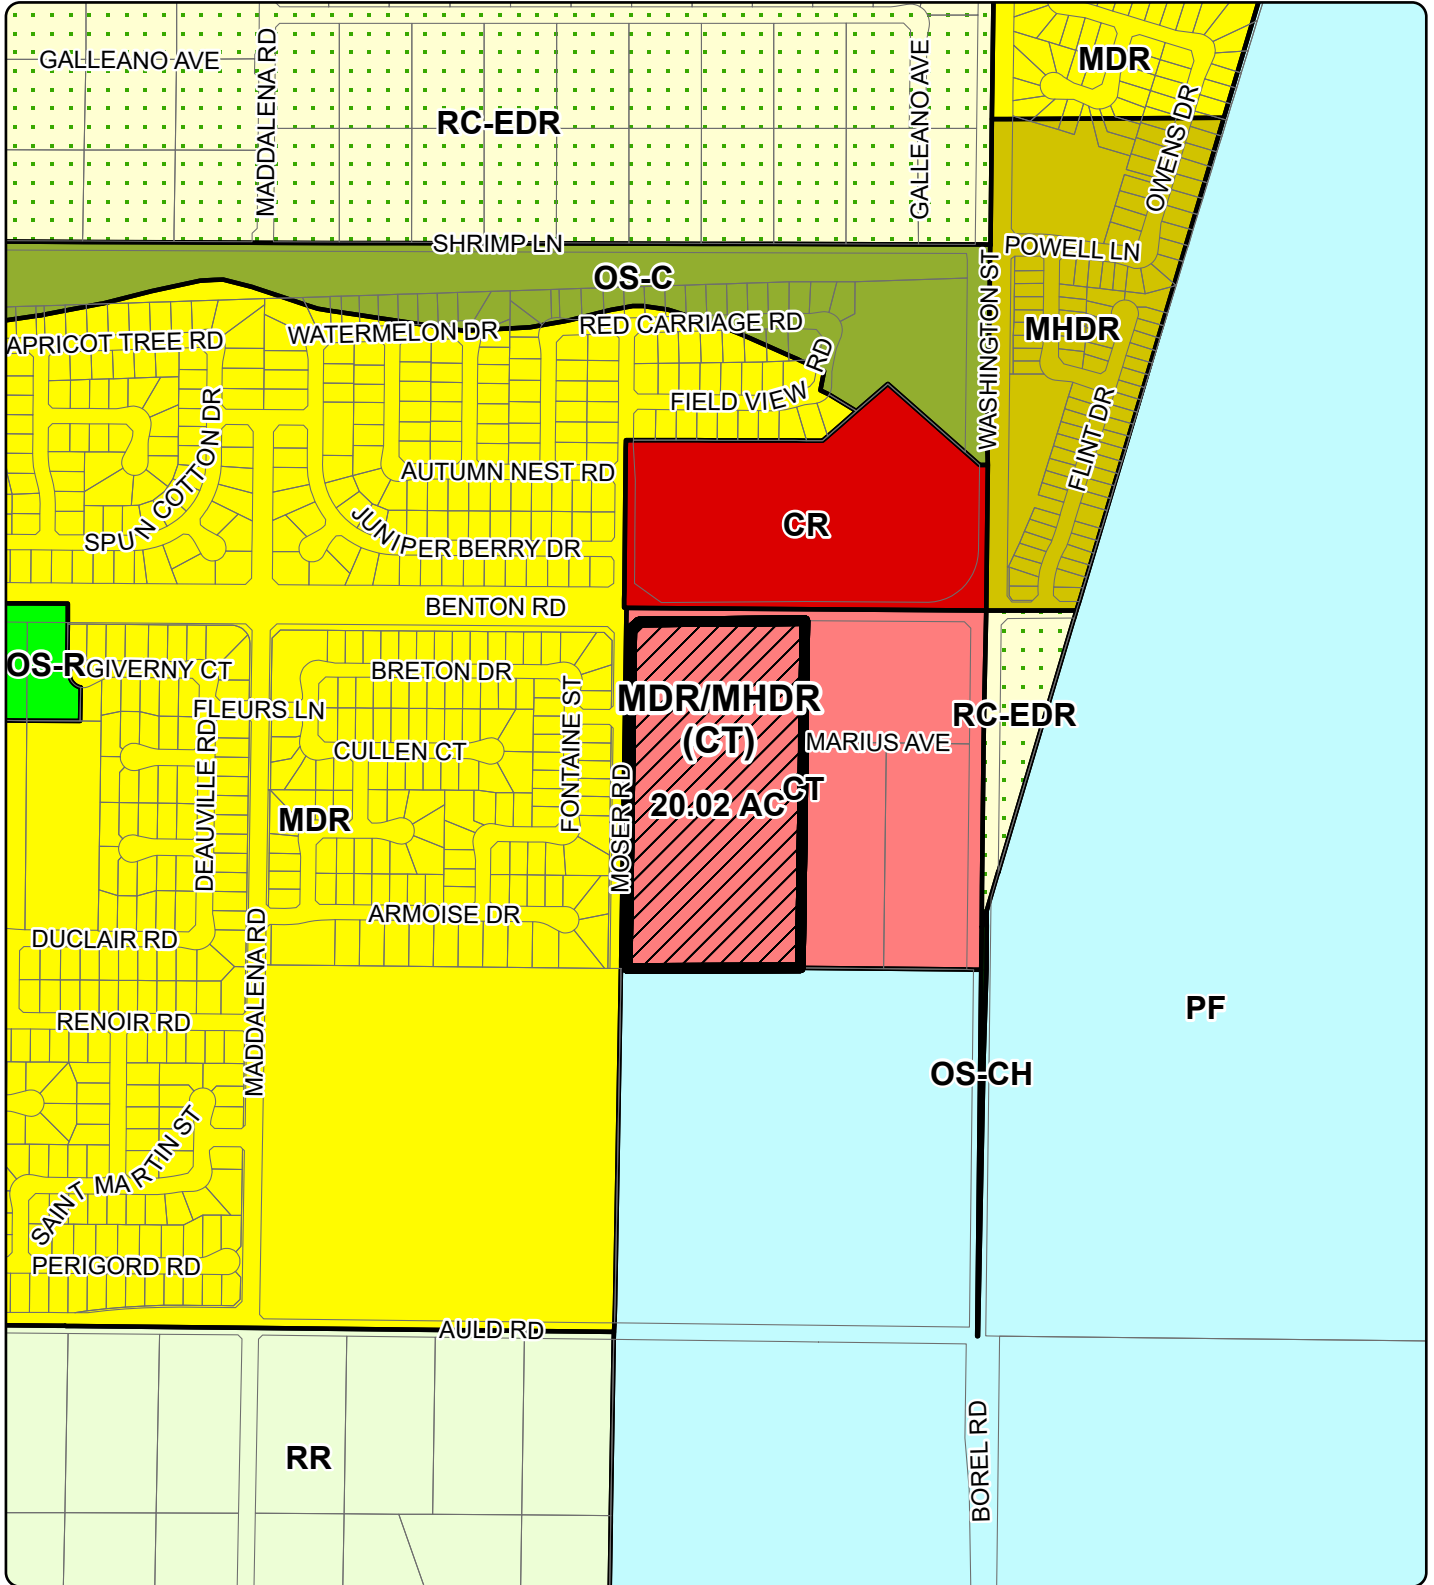 GALLEANO AVE
MADDALENA RD
RC-EDR
GALLEANO AVE
MDR
OWENS DR
SHRIMP LN
OS-C
WASHINGTON ST
POWELL LN
MHDR
FLINT DR
APRICOT TREE RD
WATERMELON DR
RED CARRIAGE RD
FIELD VIEW RD
SPUN COTTON DR
AUTUMN NEST RD
JUNIPER BERRY DR
CR
BENTON RD
OS-R
GIVERNY CT
BRETON DR
FLEURS LN
DEAUVILLE RD
CULLEN CT
FONTAINE ST
MDR
MOSER RD
MDR/MHDR
(CT)
20.02 AC
MARIUS AVE
CT
RC-EDR
ARMOISE DR
DUCLAIR RD
MADDALENA RD
RENOIR RD
PF
OS-CH
SAINT MARTIN ST
PERIGORD RD
AULD RD
RR
BOREL RD